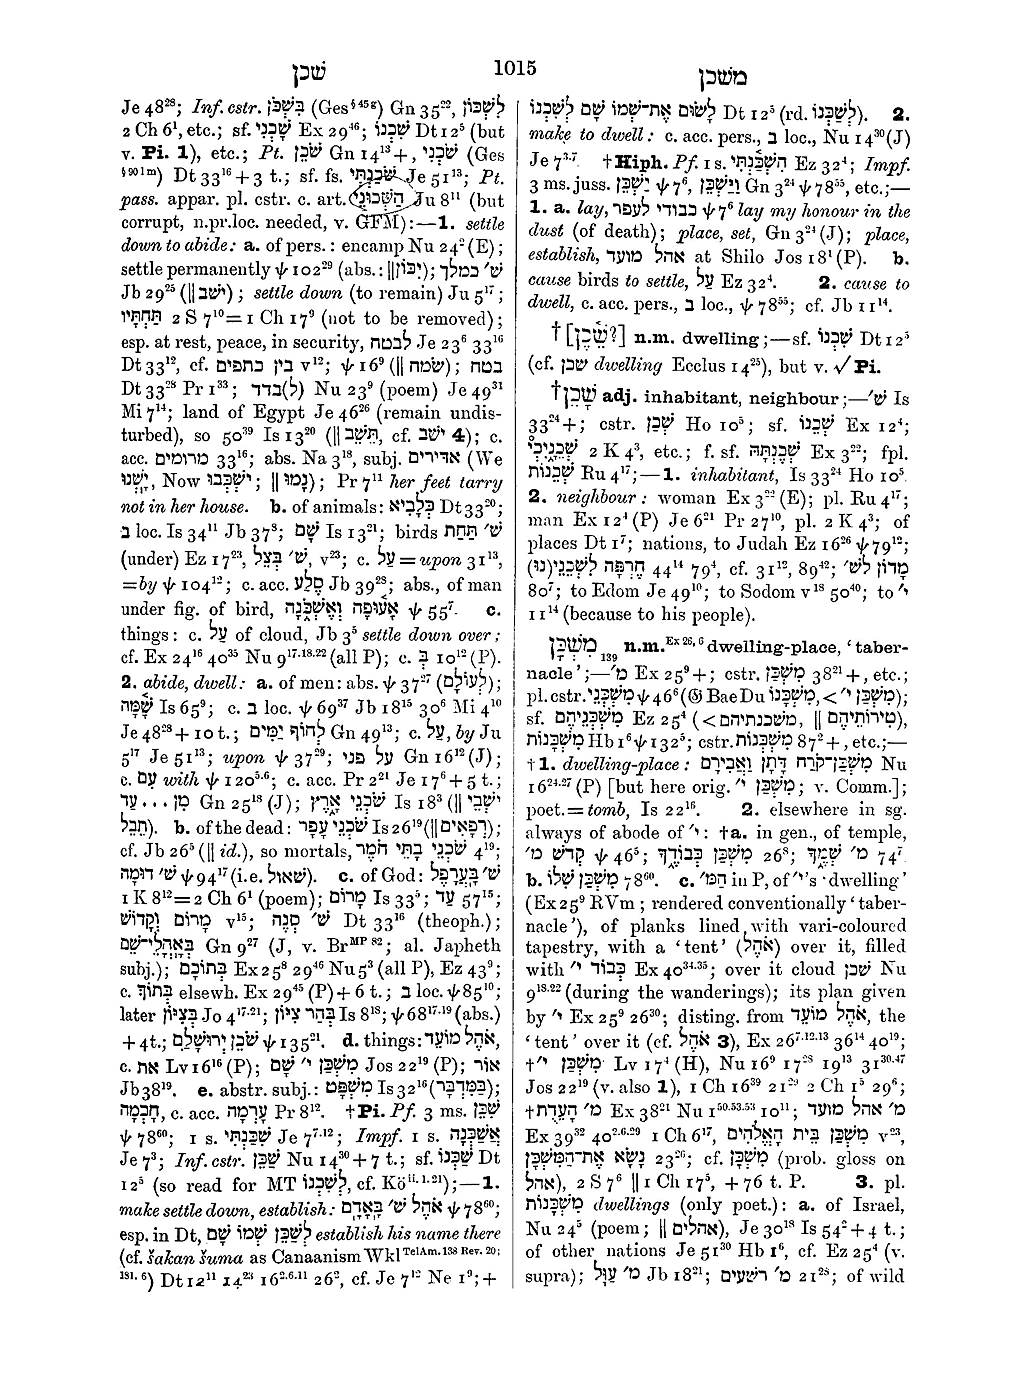 שכן
1015
משכן
Je 48²⁸; Inf. cstr. בִּשְׁכֹּן (Ges§ 45 g) Gn 35²², לִשְׁכּוֹן
2 Ch 6¹, etc.; sf. שָׁכְנִי Ex 29⁴⁶; שָׁכְנוֹ Dt 12⁵ (but
v. Pi. 1), etc.; Pt. שֹׁכֵן Gn 14¹³ +, שֹׁכְנִי (Ges
§ 90 l m) Dt 33¹⁶ + 3 t.; sf. fs. שֹׁכַנְתְּי Je 51¹³; Pt.
pass. appar. pl. cstr. c. art. הַשְּׁכוּנֵי Ju 8¹¹ (but
corrupt, n.pr.loc. needed, v. GFM):—1. settle
down to abide: a. of pers.: encamp Nu 24² (E);
settle permanently ψ 102²⁹ (abs.: ‖ יִכּוֹן); שׁ׳ כמלך
Jb 29²⁵ (‖ ישׁב); settle down (to remain) Ju 5¹⁷;
תַּחְתָּיו 2 S 7¹⁰ = 1 Ch 17⁹ (not to be removed);
esp. at rest, peace, in security, לבטח Je 23⁶ 33¹⁶
Dt 33¹², cf. בין כתפים v¹²; ψ 16⁹ (‖ שׂמח); בטח
Dt 33²⁸ Pr 1³³; ל)בדד) Nu 23⁹ (poem) Je 49³¹
Mi 7¹⁴; land of Egypt Je 46²⁶ (remain undis-
turbed), so 50³⁹ Is 13²⁰ (‖ תֵּשֵׁב, cf. ישׁב 4); c.
acc. מרומים 33¹⁶; abs. Na 3¹⁸, subj. אדירים (We
יָשְׁנוּ, Now יִשְׁכְּבוּ; ‖ נָמוּ); Pr 7¹¹ her feet tarry
not in her house. b. of animals: כְּלָבִיא Dt 33²⁰;
ב loc. Is 34¹¹ Jb 37⁸; שָׁם Is 13²¹; birds שׁ׳ תַּחַת
(under) Ez 17²³, שׁ׳ בְּצֵל, v²³; c. עַל = upon 31¹³,
= by ψ 104¹²; c. acc. סֶלַע Jb 39²⁸; abs., of man
under fig. of bird, אָעוּפָה וְאֶשְׁכֹּנָה ψ 55⁷. c.
things: c. עַל of cloud, Jb 3⁵ settle down over;
cf. Ex 24¹⁶ 40³⁵ Nu 9¹⁷·¹⁸·²² (all P); c. בְּ 10¹² (P).
2. abide, dwell: a. of men: abs. ψ 37²⁷ (לְעוֹלָם);
שָׁמָּה Is 65⁹; c. ב loc. ψ 69³⁷ Jb 18¹⁵ 30⁶ Mi 4¹⁰
Je 48²⁸ + 10 t.; לְחוֹף יַמִּים Gn 49¹³; c. עַל, by Ju
5¹⁷ Je 51¹³; upon ψ 37²⁹; על פני Gn 16¹² (J);
c. עִם with ψ 120⁵·⁶; c. acc. Pr 2²¹ Je 17⁶ + 5 t.;
מִן . . . עַד Gn 25¹⁸ (J); שֹׁכְנֵי אֶרֶץ Is 18³ (‖ ישְׁבֵי
תֵבֵל). b. of the dead: שֹׁכְנֵי עָפָר Is 26¹⁹ (‖ רְפָאִים);
cf. Jb 26⁵ (‖ id.), so mortals, שֹׁכְנֵי בָתֵּי חֹמֶר 4¹⁹;
שׁ׳ דוּמָה ψ 94¹⁷ (i.e. שאול). c. of God: שׁ׳ בָּעֲרָפֶל
1 K 8¹² = 2 Ch 6¹ (poem); מָרוֹם Is 33⁵; עַד 57¹⁵;
מָרוֹם וְקָדוֹשׁ v¹⁵; שׁ׳ סְנֶה Dt 33¹⁶ (theoph.);
בְּאָהֳלֵי־שֵׁם Gn 9²⁷ (J, v. Br^MP 82; al. Japheth
subj.); בְּתוֹכָם Ex 25⁸ 29⁴⁶ Nu 5³ (all P), Ez 43⁹;
c. בְּתוֹךְ elsewh. Ex 29⁴⁵ (P) + 6 t.; ב loc. ψ 85¹⁰;
later בְּצִיּוֹן Jo 4¹⁷·²¹; בְּהַר צִיּוֹן Is 8¹⁸; ψ 68¹⁷·¹⁹ (abs.)
+ 4 t.; שֹׁכֵן יְרוּשָׁלִָם ψ 135²¹. d. things: אֹהֶל מוֹעֵד,
c. את Lv 16¹⁶ (P); מִשְׁכַּן י׳ שָׁם Jos 22¹⁹ (P); אוֹר
Jb 38¹⁹. e. abstr. subj.: מִשְׁפָּט Is 32¹⁶ (בַּמִּדְבָּר);
חָכְמָה, c. acc. עָרְמָה Pr 8¹². †Pi. Pf. 3 ms. שִׁכֵּן
ψ 78⁶⁰; 1 s. שִׁכַּנְתִּי Je 7⁷·¹²; Impf. 1 s. אֲשַׁכְּנָה
Je 7³; Inf. cstr. שַׁכֵּן Nu 14³⁰ + 7 t.; sf. שַׁכְּנוֹ Dt
12⁵ (so read for MT לְשִׁכְנוֹ, cf. Köii. 1. 21);—1.
make settle down, establish: אֹהֶל שׁ׳ בָּאָדָם ψ 78⁶⁰;
esp. in Dt, לְשַׁכֵּן שְׁמוֹ שָׁם establish his name there
(cf. šakan šuma as Canaanism Wkl^TelAm. 138 Rev. 20;
181. 6) Dt 12¹¹ 14²³ 16²·⁶·¹¹ 26², cf. Je 7¹² Ne 1⁹; +
לָשׂוּם אֶת־שְׁמוֹ שָׁם לְשִׁכְנוֹ Dt 12⁵ (rd. לְשַׁכְּנוֹ). 2.
make to dwell: c. acc. pers., ב loc., Nu 14³⁰ (J)
Je 7³·⁷. †Hiph. Pf. 1 s. הִשְׁכַּנְתִּי Ez 32⁴; Impf.
3 ms. juss. יַשְׁכֵּן ψ 7⁶, וַיַּשְׁכֵּן Gn 3²⁴ ψ 78⁵⁵, etc.;—
1. a. lay, כבודי לעפר ψ 7⁶ lay my honour in the
dust (of death); place, set, Gn 3²⁴ (J); place,
establish, אהל מועד at Shilo Jos 18¹ (P). b.
cause birds to settle, עַל Ez 32⁴. 2. cause to
dwell, c. acc. pers., ב loc., ψ 78⁵⁵; cf. Jb 11¹⁴.
† [שֵׁכֶן?] n.m. dwelling;—sf. שִׁכְנוֹ Dt 12⁵
(cf. שכן dwelling Ecclus 14²⁵), but v. √ Pi.
†שָׁכֵן adj. inhabitant, neighbour;—שׁ׳ Is
33²⁴ +; cstr. שְׁכַן Ho 10⁵; sf. שְׁכֵנוֹ Ex 12⁴;
שְׁכֵנָיִכִי 2 K 4³, etc.; f. sf. שְׁכֶנְתָּהּ Ex 3²²; fpl.
שְׁכֵנוֹת Ru 4¹⁷;—1. inhabitant, Is 33²⁴ Ho 10⁵.
2. neighbour: woman Ex 3²² (E); pl. Ru 4¹⁷;
man Ex 12⁴ (P) Je 6²¹ Pr 27¹⁰, pl. 2 K 4³; of
places Dt 1⁷; nations, to Judah Ez 16²⁶ ψ 79¹²;
חֶרְפָּה לִשְׁכֵנֵי(נוּ) 44¹⁴ 79⁴, cf. 31¹², 89⁴²; מָדוֹן לִשׁ׳
80⁷; to Edom Je 49¹⁰; to Sodom v¹⁸ 50⁴⁰; to י׳
11¹⁴ (because to his people).
מִשְׁכָּן 139 n.m.Ex 26, 6 dwelling-place, ‘taber-
nacle’;—מ׳ Ex 25⁹ +; cstr. מִשְׁכַּן 38²¹ +, etc.;
pl. cstr. מִשְׁכְּנֵי ψ 46⁵ (𝔊 Bae Du מִשְׁכָּנוֹ, < מִשְׁכַּן י׳);
sf. מִשְׁכְּנֵיהֶם Ez 25⁴ (< משכנתיהם, ‖ טִירוֹתֵיהֶם),
מִשְׁכָּנוֹת Hb 1⁶ ψ 132⁵; cstr. מִשְׁכְּנוֹת 87² +, etc.;—
†1. dwelling-place: מִשְׁכַּן־קֹרַח דָּתָן וַאֲבִירָם Nu
16²⁴·²⁷ (P) [but here orig. מִשְׁכַּן י׳; v. Comm.];
poet. = tomb, Is 22¹⁶. 2. elsewhere in sg.
always of abode of י׳: †a. in gen., of temple,
קְדֹשׁ מ׳ ψ 46⁵; מִשְׁכַּן כְּבוֹדֶךָ 26⁸; מ׳ שְׁמֶךָ 74⁷.
b. מִשְׁכַּן שִׁלוֹ 78⁶⁰. c. הַמּ׳ in P, of י׳'s ‘dwelling’
(Ex 25⁹ RVm; rendered conventionally ‘taber-
nacle’), of planks lined with vari-coloured
tapestry, with a ‘tent’ (אֹהֶל) over it, filled
with כְּבוֹד י׳ Ex 40³⁴·³⁵; over it cloud שכן Nu
9¹⁸·²² (during the wanderings); its plan given
by י׳ Ex 25⁹ 26³⁰; disting. from אֹהֶל מוֹעֵד, the
‘tent’ over it (cf. אֹהֶל 3), Ex 26⁷·¹²·¹³ 36¹⁴ 40¹⁹;
†מִשְׁכַּן י׳ Lv 17⁴ (H), Nu 16⁹ 17²⁸ 19¹³ 31³⁰·⁴⁷
Jos 22¹⁹ (v. also 1), 1 Ch 16³⁹ 21²⁹ 2 Ch 1⁵ 29⁶;
†מ׳ הָעֵדֻת Ex 38²¹ Nu 1⁵⁰·⁵³·⁵³ 10¹¹; מ׳ אהל מועד
Ex 39³² 40²·⁶·²⁹ 1 Ch 6¹⁷, מִשְׁכַּן בֵּית הָאֱלֹהִים v²³,
נָשָׂא אֶת־הַמִּשְׁכָּן 23²⁶; cf. מִשְׁכָּן (prob. gloss on
אהל), 2 S 7⁶ ‖ 1 Ch 17⁵, + 76 t. P. 3. pl.
מִשְׁכָּנוֹת dwellings (only poet.): a. of Israel,
Nu 24⁵ (poem; ‖ אהלים), Je 30¹⁸ Is 54² + 4 t.;
of other nations Je 51³⁰ Hb 1⁶, cf. Ez 25⁴ (v.
supra); מ׳ עַוָּל Jb 18²¹; מ׳ רשׁעים 21²⁸; of wild